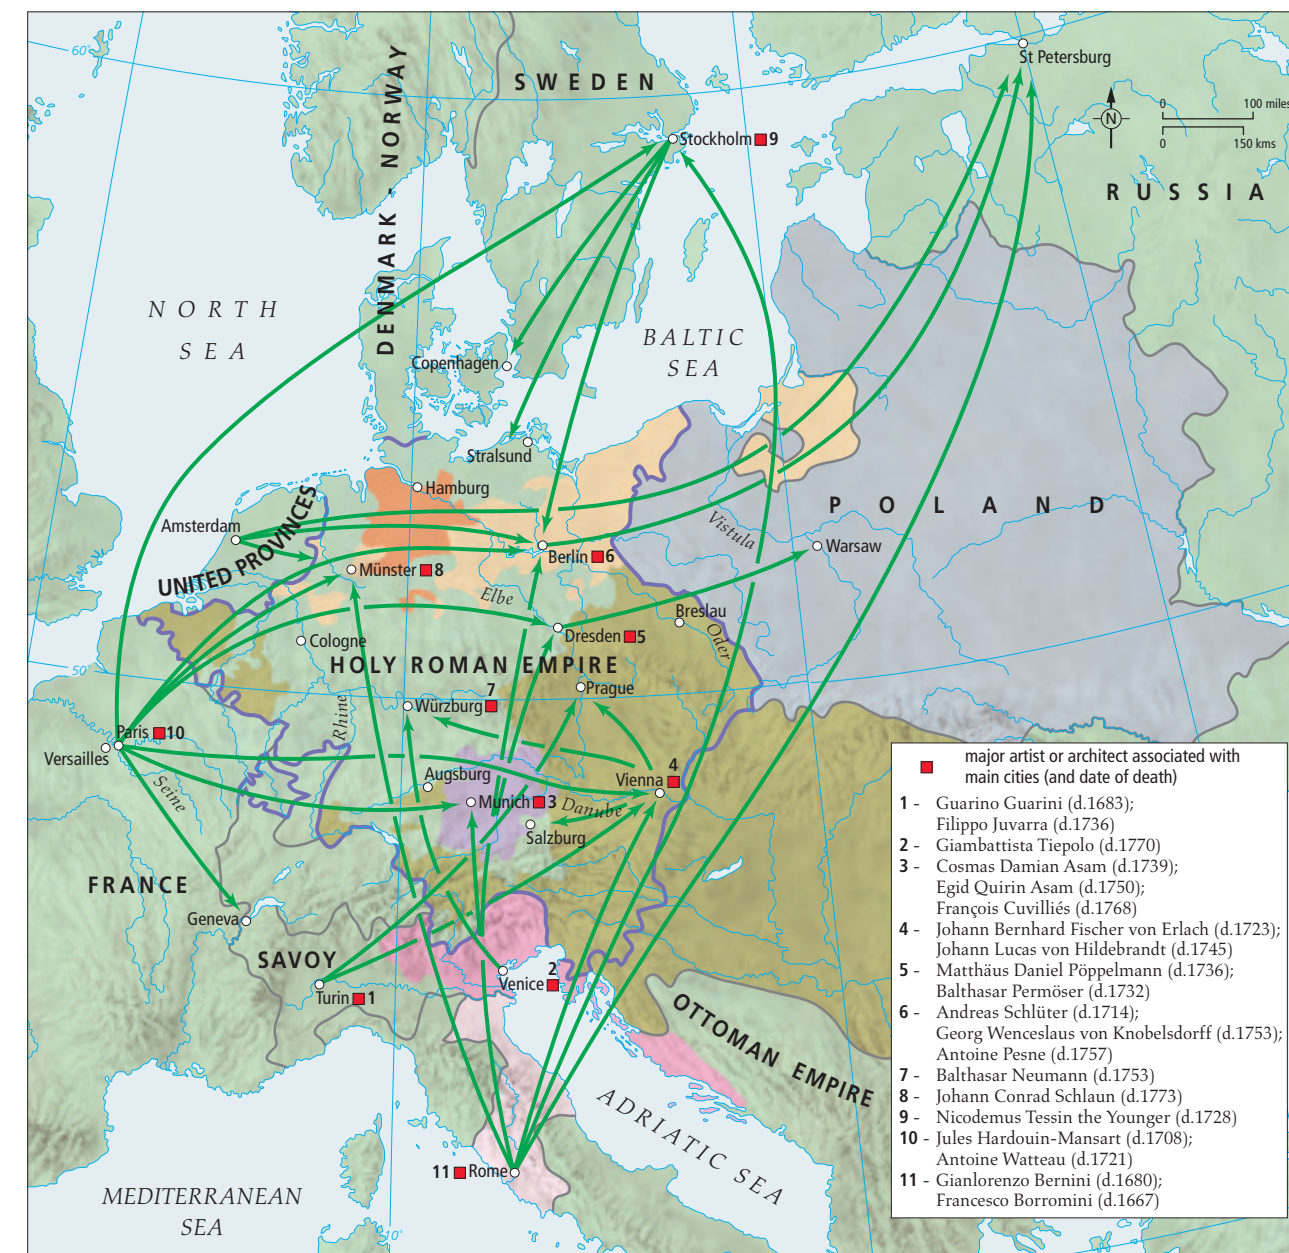 60°
SWEDEN
St Petersburg
DENMARK - NORWAY
N
0
100 miles
0
150 kms
Stockholm 9
RUSSIA
NORTH
SEA
BALTIC
SEA
Copenhagen
Stralsund
Hamburg
Amsterdam
UNITED PROVINCES
POLAND
Vistula
Warsaw
Berlin 6
Münster 8
Elbe
Breslau
Oder
Dresden 5
Cologne
HOLY ROMAN EMPIRE
50°
Prague
7
Würzburg
Rhine
Paris 10
Versailles
Seine
Augsburg
Vienna
4
Munich 3
Danube
Salzburg
FRANCE
Geneva
SAVOY
Turin 1
2
Venice
OTTOMAN EMPIRE
ADRIATIC SEA
11 Rome
MEDITERRANEAN
SEA
10°
major artist or architect associated with
main cities (and date of death)
1 - Guarino Guarini (d.1683);
Filippo Juvarra (d.1736)
2 - Giambattista Tiepolo (d.1770)
3 - Cosmas Damian Asam (d.1739);
Egid Quirin Asam (d.1750);
François Cuvilliés (d.1768)
4 - Johann Bernhard Fischer von Erlach (d.1723);
Johann Lucas von Hildebrandt (d.1745)
5 - Matthäus Daniel Pöppelmann (d.1736);
Balthasar Permöser (d.1732)
6 - Andreas Schlüter (d.1714);
Georg Wenceslaus von Knobelsdorff (d.1753);
Antoine Pesne (d.1757)
7 - Balthasar Neumann (d.1753)
8 - Johann Conrad Schlaun (d.1773)
9 - Nicodemus Tessin the Younger (d.1728)
10 - Jules Hardouin-Mansart (d.1708);
Antoine Watteau (d.1721)
11 - Gianlorenzo Bernini (d.1680);
Francesco Borromini (d.1667)